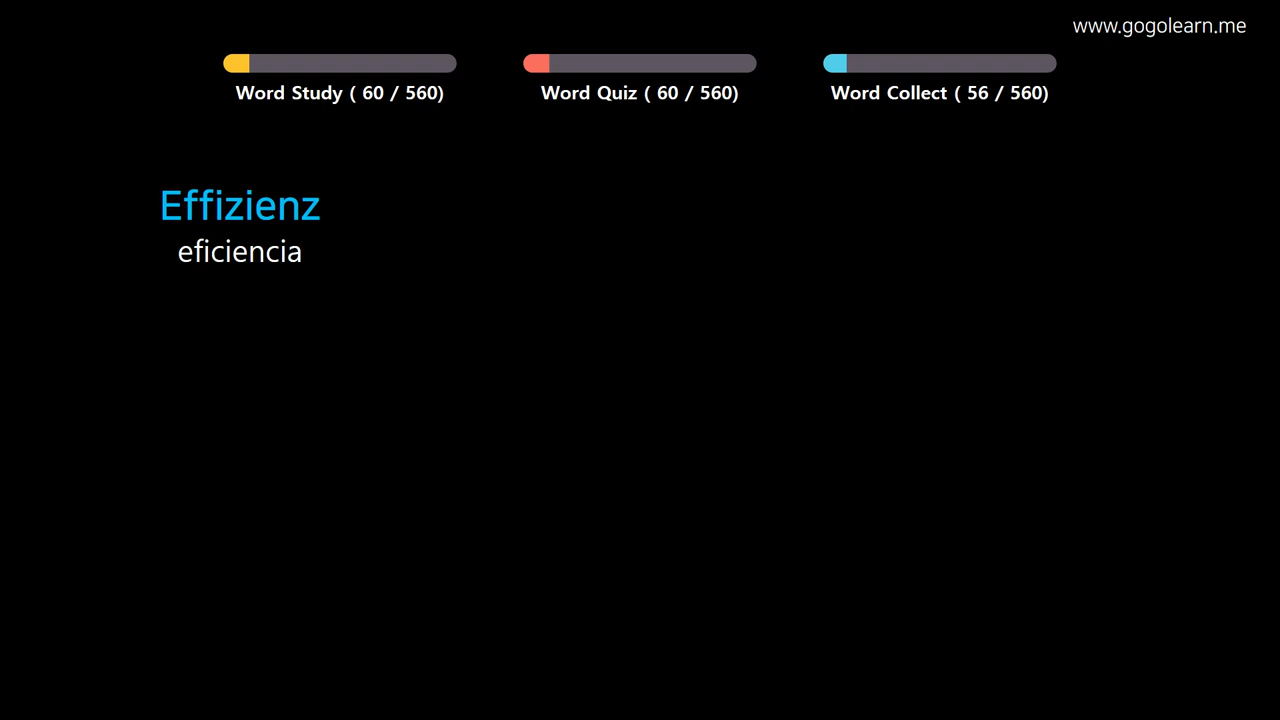 www.gogolearn.me
Word Study ( 60 / 560)
Word Quiz ( 60 / 560)
Word Collect ( 56 / 560)
Effizienz
eficiencia